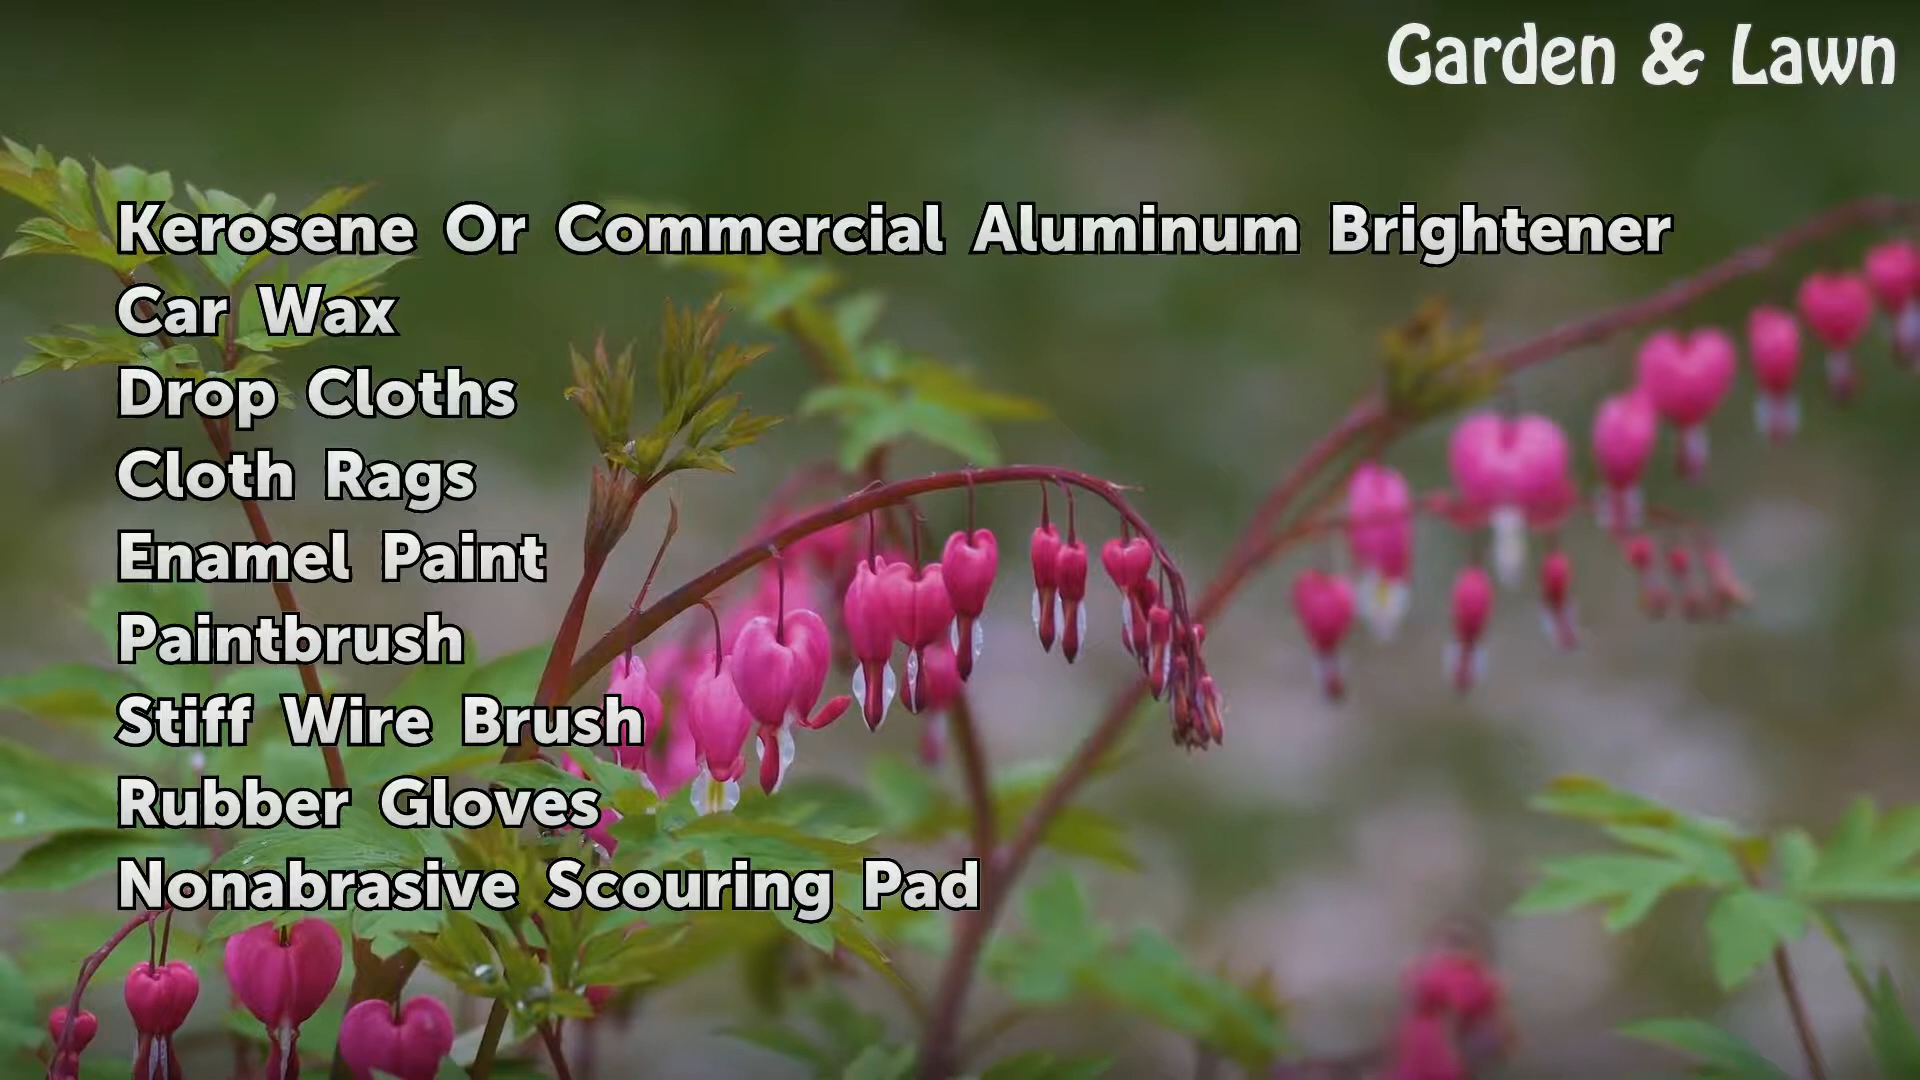 Garden & Lawn
Kerosene Or Commercial Aluminum Brightener
Car Wax
Drop Cloths
Cloth Rags
Enamel Paint
Paintbrush
Stiff Wire Brush
Rubber Gloves
Nonabrasive Scouring Pad